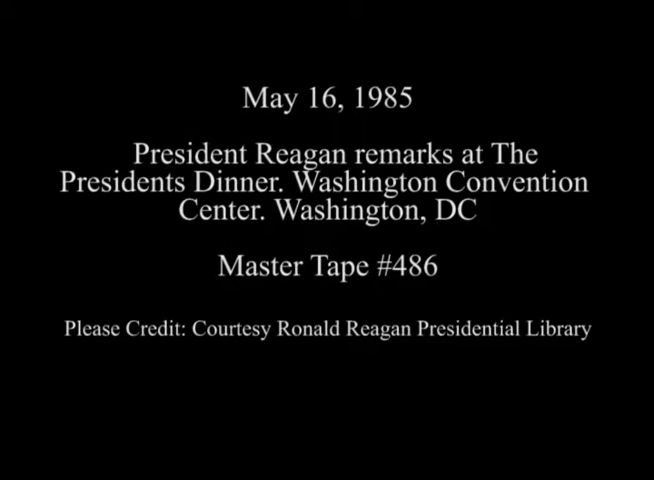 May 16, 1985
President Reagan remarks at The
Presidents Dinner. Washington Convention
Center. Washington, DC
Master Tape #486
Please Credit: Courtesy Ronald Reagan Presidential Library